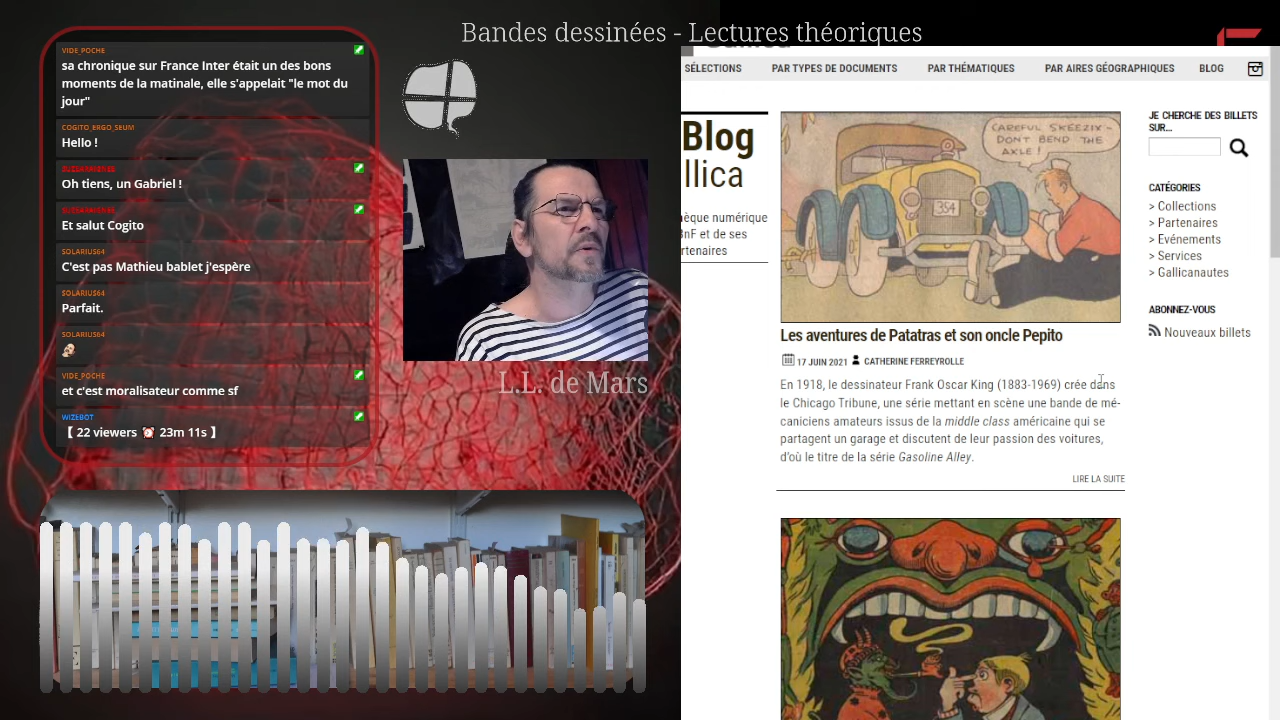 Bandes dessinées - Lectures théoriques
VIDE_POCHE
sa chronique sur France Inter était un des bons
moments de la matinale, elle s'appelait "le mot du
jour"
COGITO_ERGO_SEUM
Hello !
Oh tiens, un Gabriel !
Et salut Cogito
SOLARIUS64
C'est pas Mathieu bablet j'espère
SOLARIUS64
Parfait.
SOLARIUS64
VIDE_POCHE
et c'est moralisateur comme sf
WIZEBOT
【 22 viewers ⏰ 23m 11s 】
L.L. de Mars
SÉLECTIONS
PAR TYPES DE DOCUMENTS
PAR THÉMATIQUES
PAR AIRES GÉOGRAPHIQUES
BLOG
Blog
llica
hèque numérique
BnF et de ses
rtenaires
CAREFUL SKEEZIX-
DON'T BEND THE
AXLE!
354
Les aventures de Patatras et son oncle Pepito
17 JUIN 2021 CATHERINE FERREYROLLE
En 1918, le dessinateur Frank Oscar King (1883-1969) crée dans
le Chicago Tribune, une série mettant en scène une bande de mé-
caniciens amateurs issus de la middle class américaine qui se
partagent un garage et discutent de leur passion des voitures,
d'où le titre de la série Gasoline Alley.
LIRE LA SUITE
JE CHERCHE DES BILLETS
SUR...
CATÉGORIES
> Collections
> Partenaires
> Evénements
> Services
> Gallicanautes
ABONNEZ-VOUS
Nouveaux billets